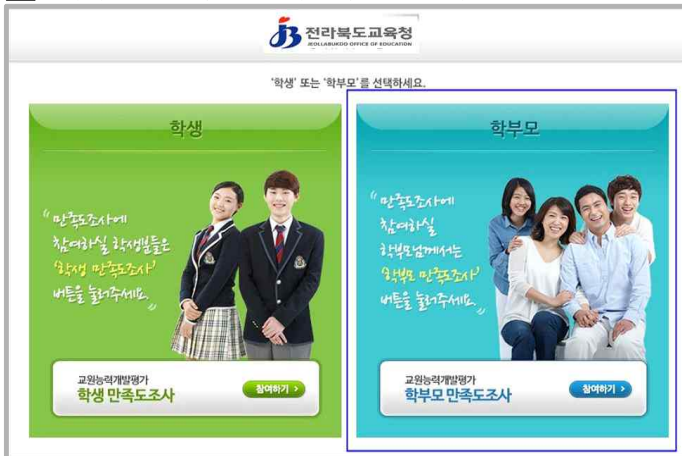 전라북도교육청
JEOLLABUKDO OFFICE OF EDUCATION
'학생' 또는 '학부모'를 선택하세요.
학생
"만족도조사에
참여하실 학생분들은
'학생 만족도조사'
버튼을 눌러주세요."
교원능력개발평가
학생 만족도조사
참여하기 >
학부모
"만족도조사에
참여하실
학부모님께서는
'학부모 만족도조사'
버튼을 눌러주세요."
교원능력개발평가
학부모 만족도조사
참여하기 >